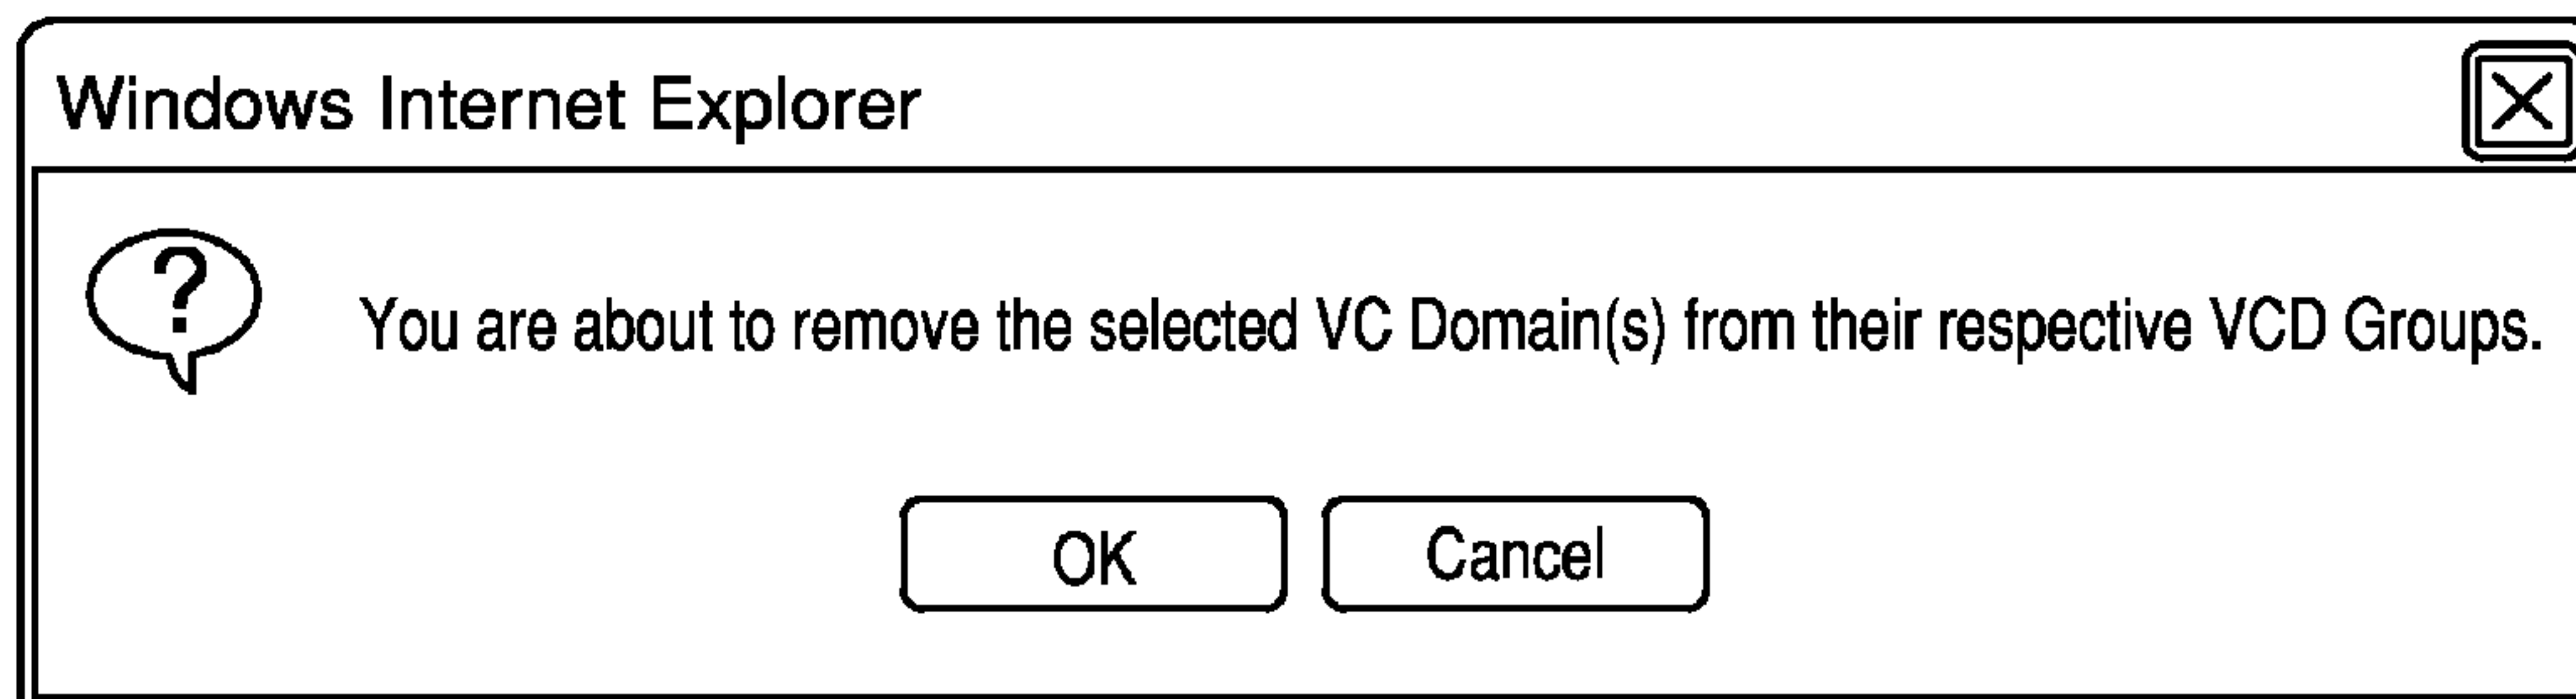 Windows Internet Explorer
? You are about to remove the selected VC Domain(s) from their respective VCD Groups.
OK Cancel